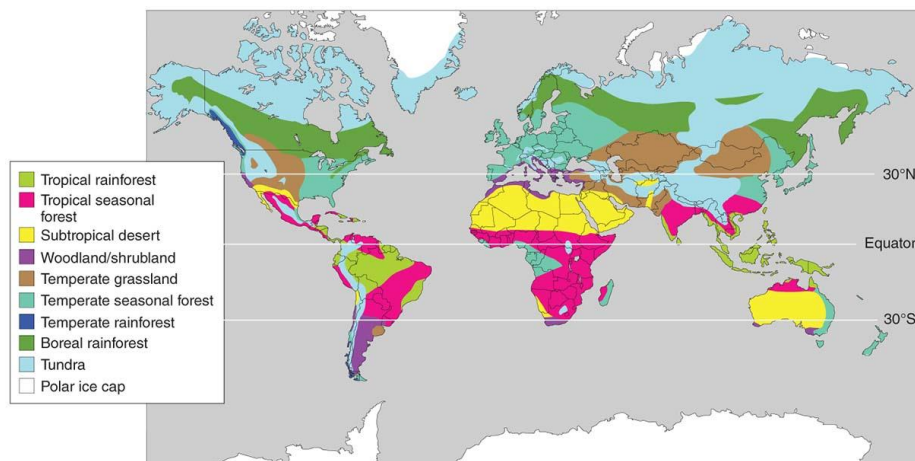 Tropical rainforest
Tropical seasonal
forest
Subtropical desert
Woodland/shrubland
Temperate grassland
Temperate seasonal forest
Temperate rainforest
Boreal rainforest
Tundra
Polar ice cap
30°N
Equator
30°S